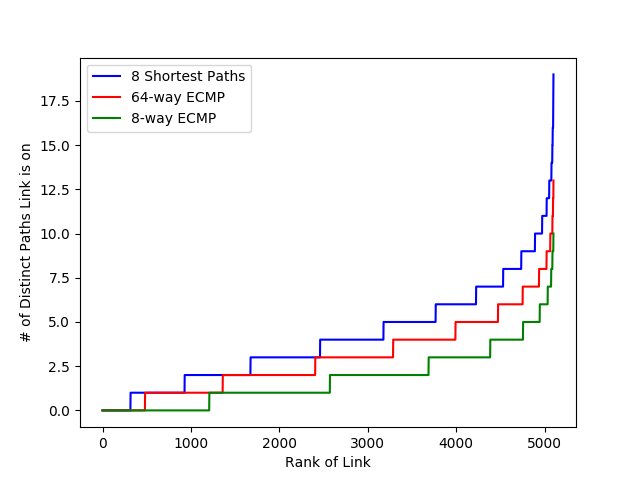 8 Shortest Paths
64-way ECMP
8-way ECMP
# of Distinct Paths Link is on
17.5
15.0
12.5
10.0
7.5
5.0
2.5
0.0
0 1000 2000 3000 4000 5000
Rank of Link